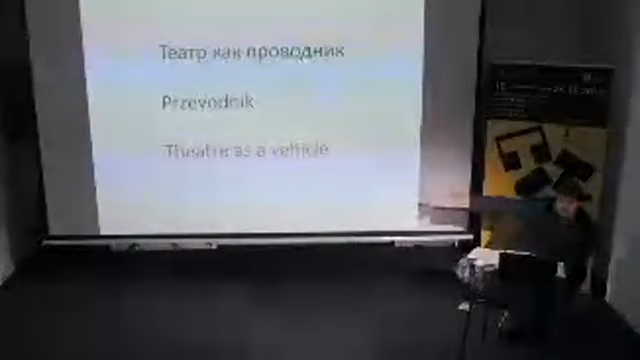 Театр как проводник
Przevodnik
Theatre as a vehicle